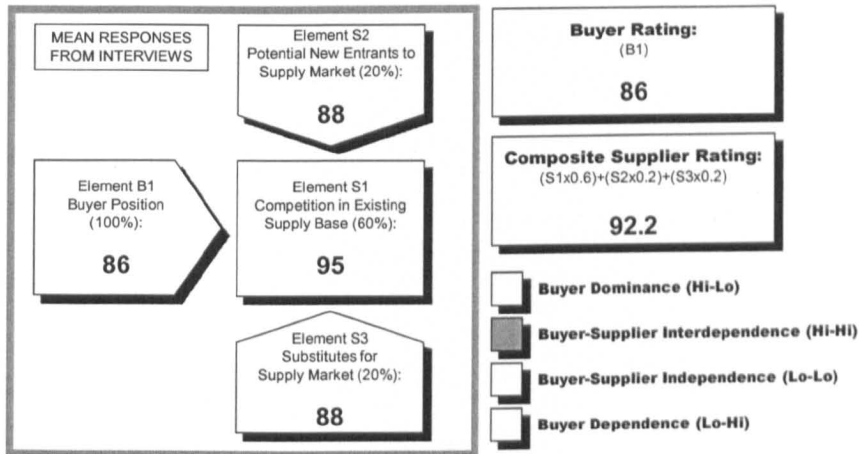 MEAN RESPONSES
FROM INTERVIEWS
Element S2
Potential New Entrants to
Supply Market (20%):
88
Element B1
Buyer Position
(100%):
86
Element S1
Competition in Existing
Supply Base (60%):
95
Element S3
Substitutes for
Supply Market (20%):
88
Buyer Rating:
(B1)
86
Composite Supplier Rating:
(S1x0.6)+(S2x0.2)+(S3x0.2)
92.2
Buyer Dominance (Hi-Lo)
Buyer-Supplier Interdependence (Hi-Hi)
Buyer-Supplier Independence (Lo-Lo)
Buyer Dependence (Lo-Hi)